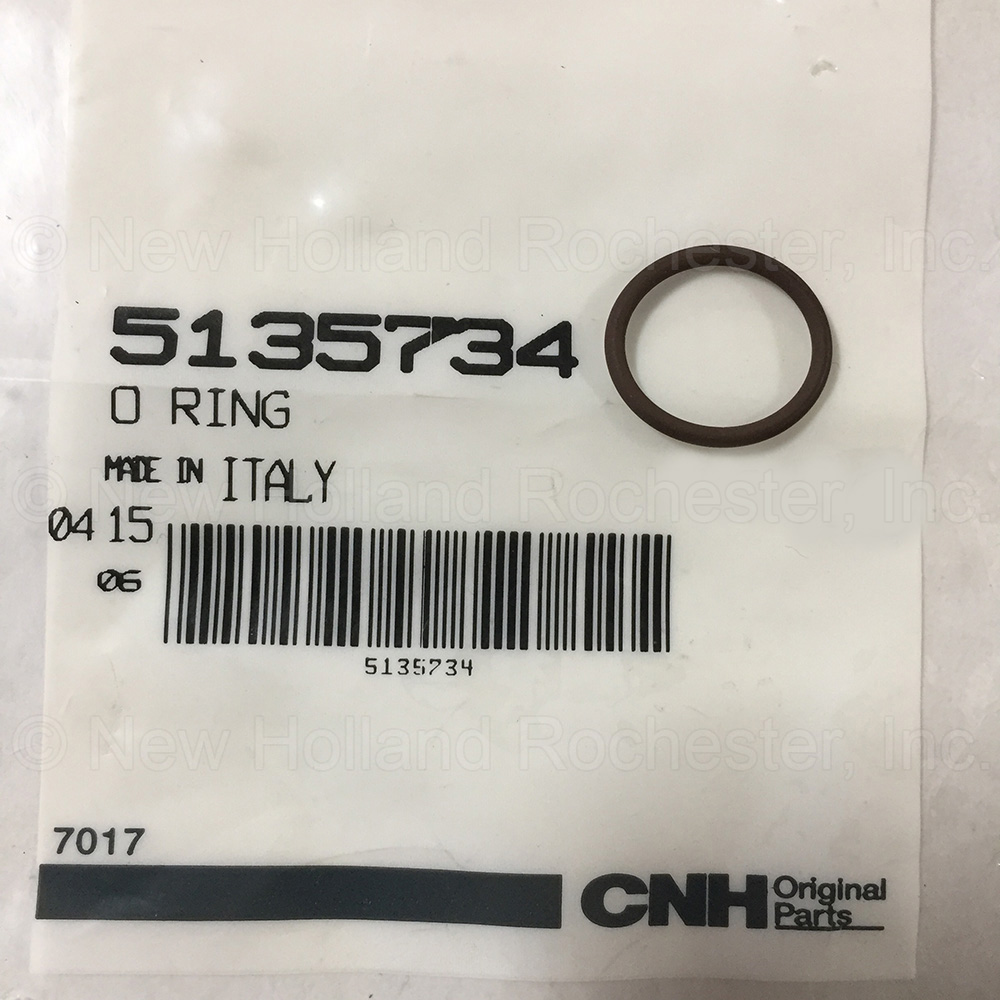 © New Holland Rochester, Inc.
5135734
O RING
MADE IN ITALY
© New Holland Rochester, Inc.
04 15
06
5135734
© New Holland Rochester, Inc.
7017
CNH Original
Parts